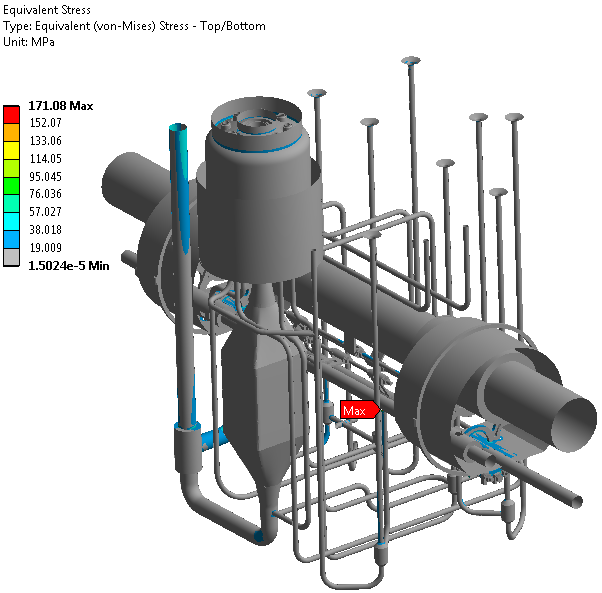 Equivalent Stress
Type: Equivalent (von-Mises) Stress - Top/Bottom
Unit: MPa
171.08 Max
152.07
133.06
114.05
95.045
76.036
57.027
38.018
19.009
1.5024e-5 Min
Max